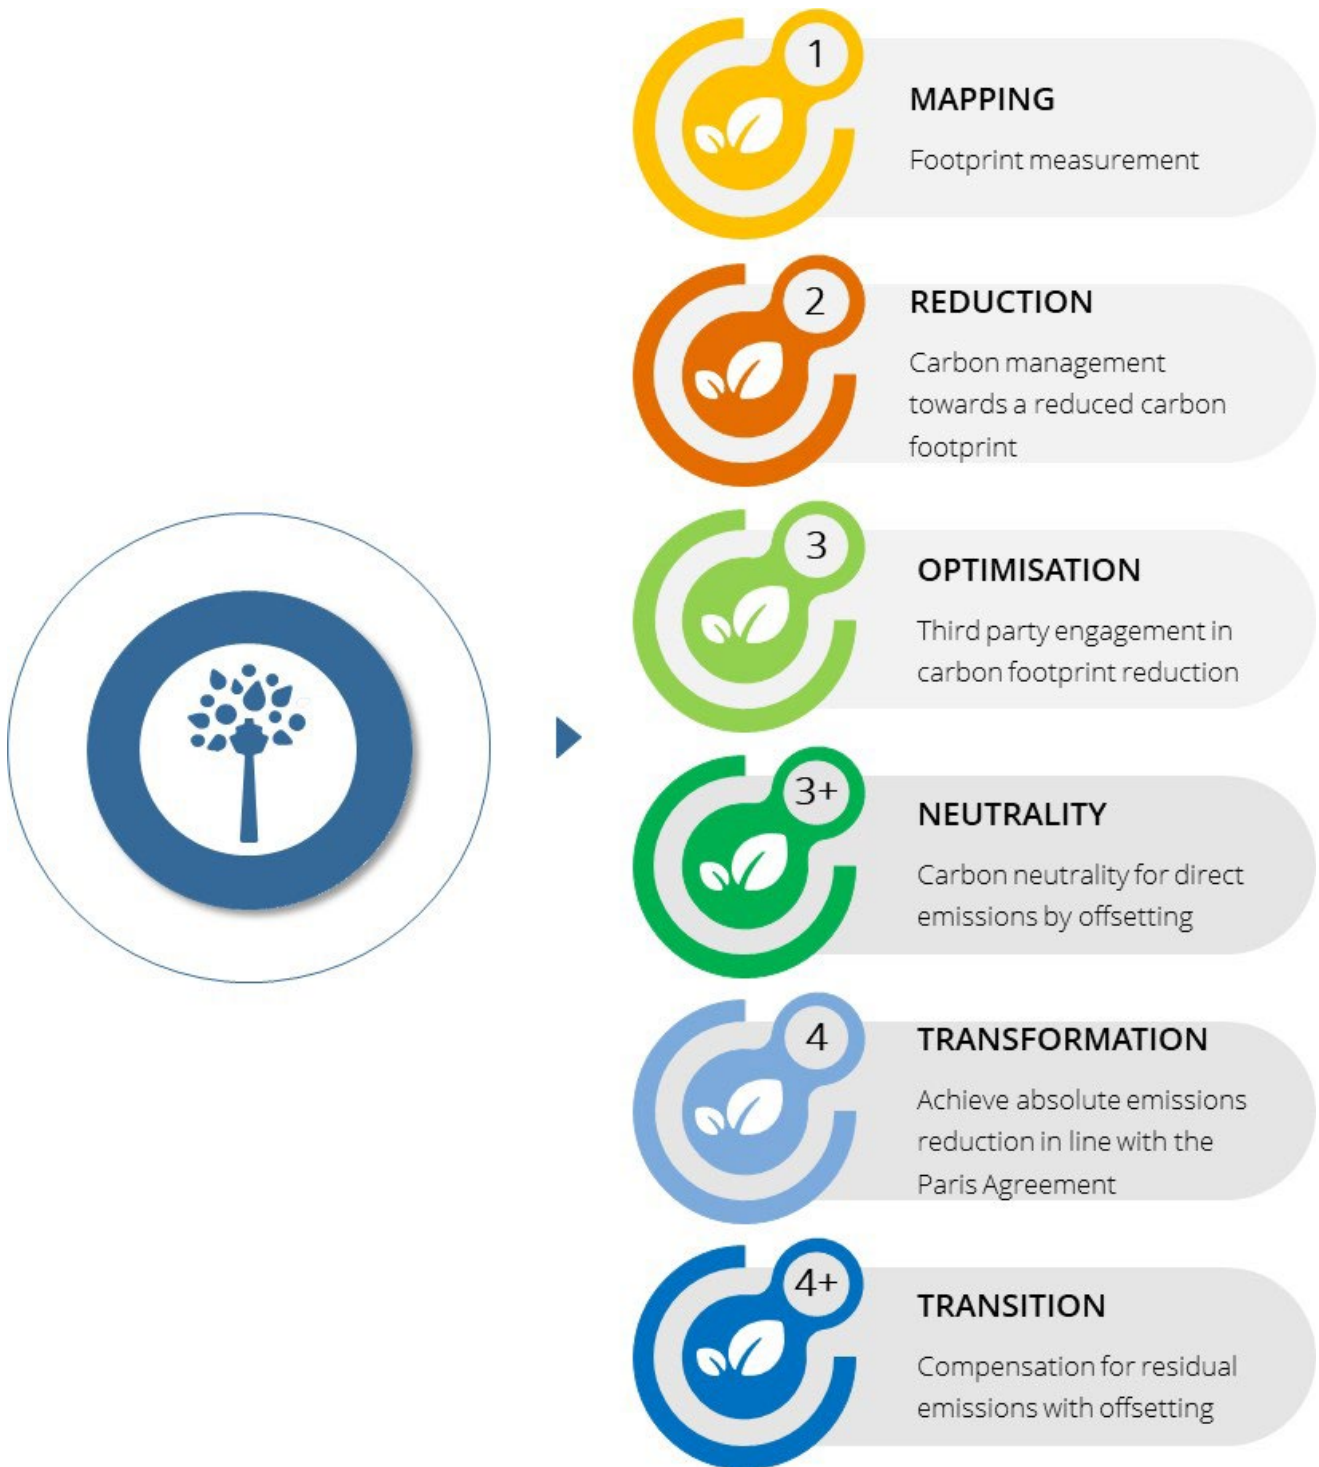 1
MAPPING
Footprint measurement
2
REDUCTION
Carbon management
towards a reduced carbon
footprint
3
OPTIMISATION
Third party engagement in
carbon footprint reduction
3+
NEUTRALITY
Carbon neutrality for direct
emissions by offsetting
4
TRANSFORMATION
Achieve absolute emissions
reduction in line with the
Paris Agreement
4+
TRANSITION
Compensation for residual
emissions with offsetting